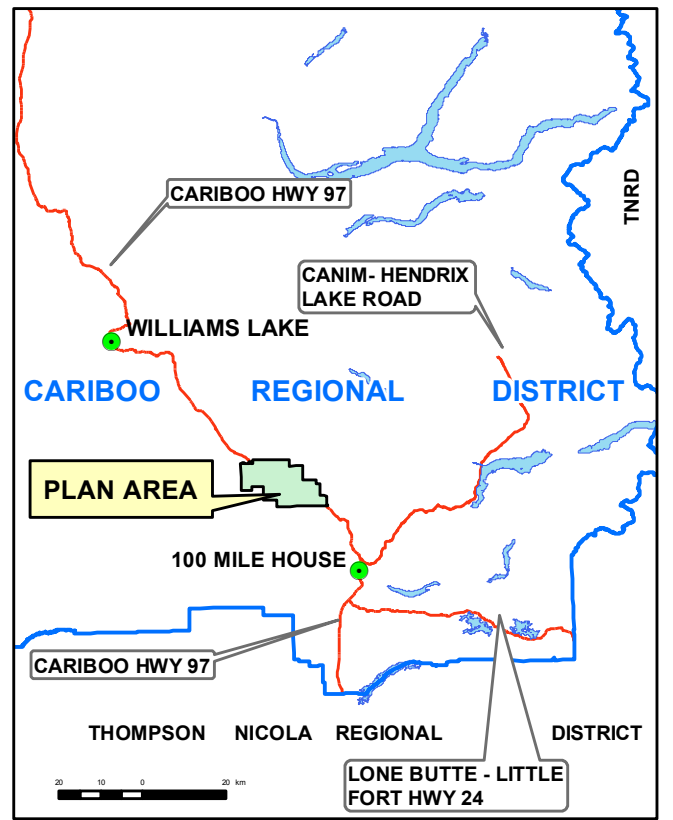 CARIBOO HWY 97
TNRD
CANIM- HENDRIX
LAKE ROAD
WILLIAMS LAKE
CARIBOO REGIONAL DISTRICT
PLAN AREA
100 MILE HOUSE
CARIBOO HWY 97
THOMPSON NICOLA REGIONAL DISTRICT
LONE BUTTE - LITTLE
FORT HWY 24
20 10 0 20 km